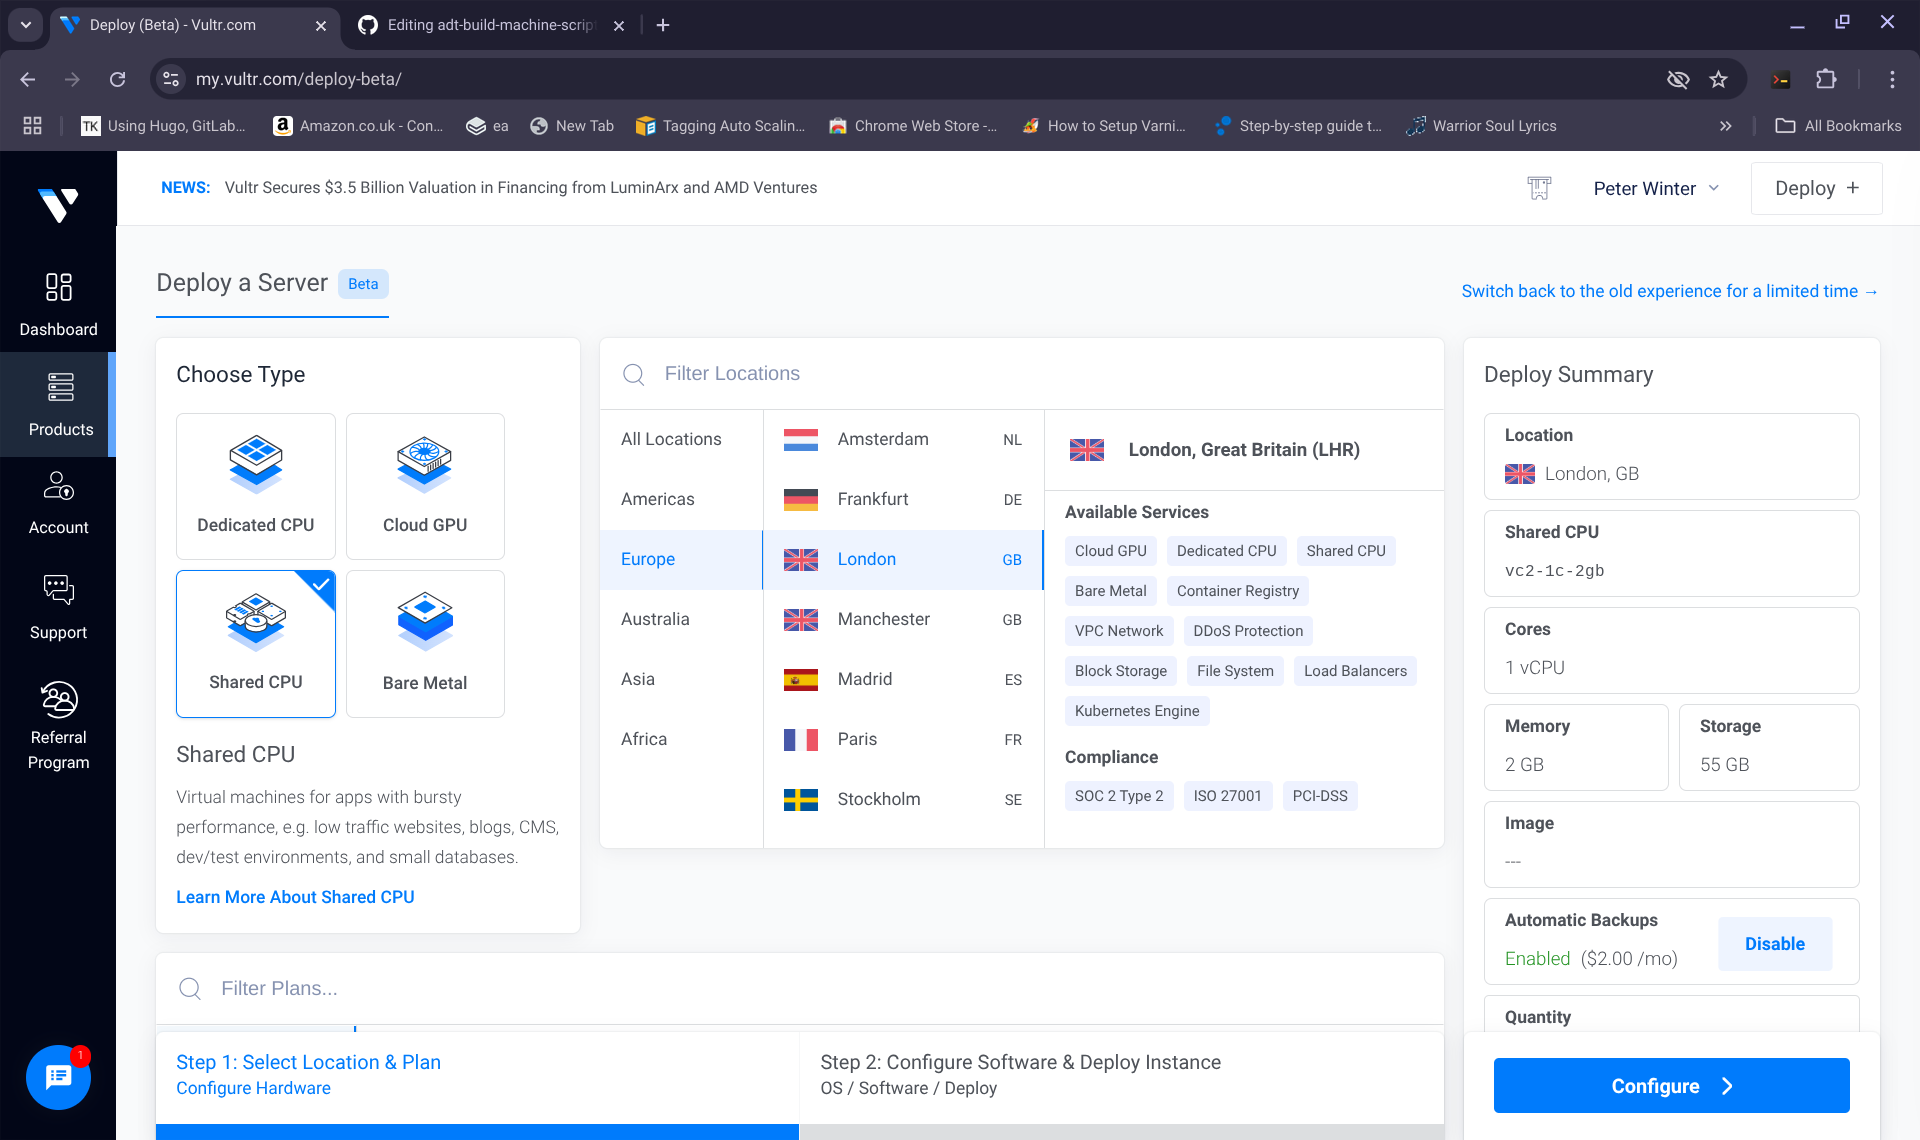 Deploy (Beta) - Vultr.com
Editing adt-build-machine-scrip
my.vultr.com/deploy-beta/
TK Using Hugo, GitLab...
Amazon.co.uk - Con...
ea
New Tab
Tagging Auto Scalin...
Chrome Web Store -...
How to Setup Varni...
Step-by-step guide t...
Warrior Soul Lyrics
All Bookmarks
NEWS: Vultr Secures $3.5 Billion Valuation in Financing from LuminArx and AMD Ventures
Peter Winter
Deploy +
Dashboard
Products
Account
Support
Referral
Program
1
Deploy a Server
Beta
Switch back to the old experience for a limited time →
Choose Type
Dedicated CPU
Cloud GPU
Shared CPU
Bare Metal
Shared CPU
Virtual machines for apps with bursty
performance, e.g. low traffic websites, blogs, CMS,
dev/test environments, and small databases.
Learn More About Shared CPU
Filter Locations
All Locations
Americas
Europe
Australia
Asia
Africa
Amsterdam NL
Frankfurt DE
London GB
Manchester GB
Madrid ES
Paris FR
Stockholm SE
London, Great Britain (LHR)
Available Services
Cloud GPU Dedicated CPU Shared CPU
Bare Metal Container Registry
VPC Network DDoS Protection
Block Storage File System Load Balancers
Kubernetes Engine
Compliance
SOC 2 Type 2 ISO 27001 PCI-DSS
Filter Plans...
Step 1: Select Location & Plan
Configure Hardware
Step 2: Configure Software & Deploy Instance
OS / Software / Deploy
Deploy Summary
Location
London, GB
Shared CPU
vc2-1c-2gb
Cores
1 vCPU
Memory
2 GB
Storage
55 GB
Image
---
Automatic Backups
Enabled ($2.00 /mo)
Disable
Quantity
Configure